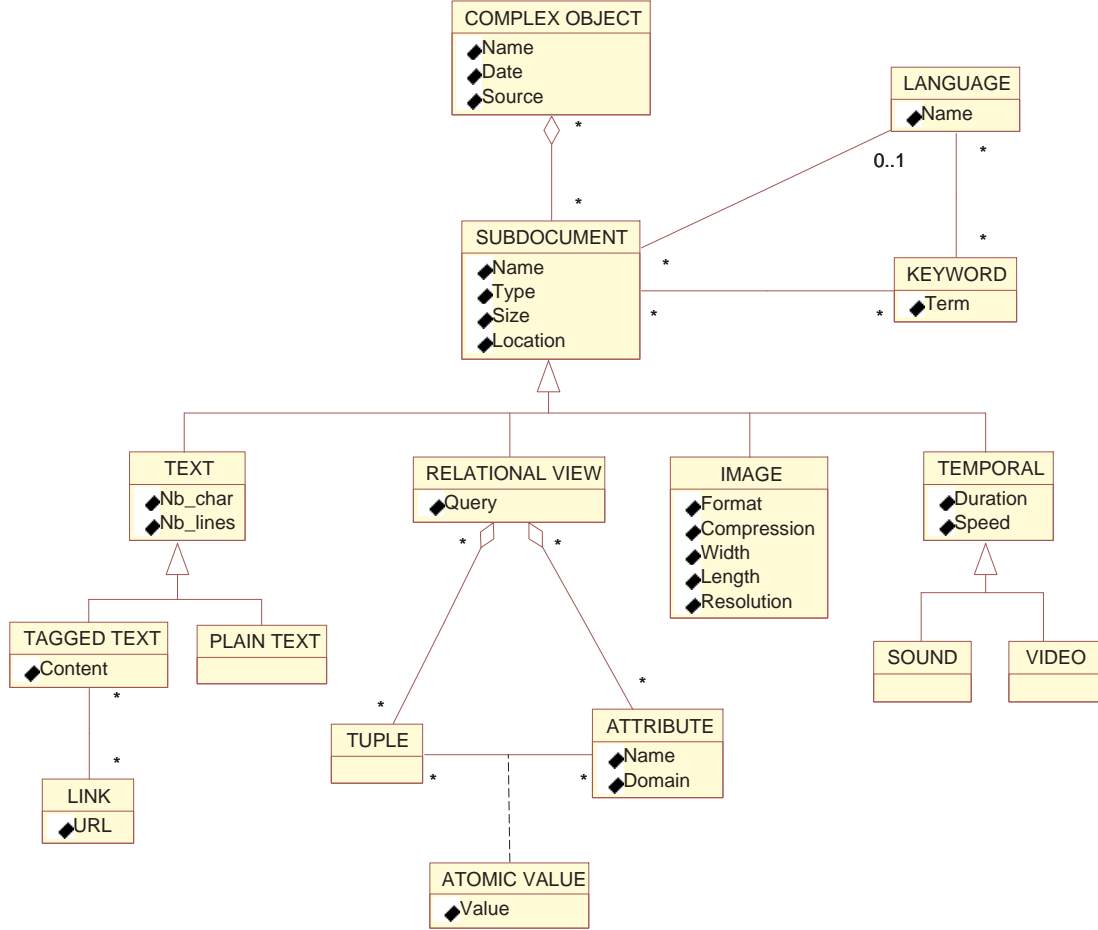 COMPLEX OBJECT
Name
Date
Source
*
*
LANGUAGE
Name
0..1
*
*
*
SUBDOCUMENT
Name
Type
Size
Location
*
*
KEYWORD
Term
TEXT
Nb_char
Nb_lines
RELATIONAL VIEW
Query
*
*
IMAGE
Format
Compression
Width
Length
Resolution
TEMPORAL
Duration
Speed
TAGGED TEXT
Content
*
*
PLAIN TEXT
SOUND
VIDEO
LINK
URL
*
*
TUPLE
*
*
ATTRIBUTE
Name
Domain
ATOMIC VALUE
Value